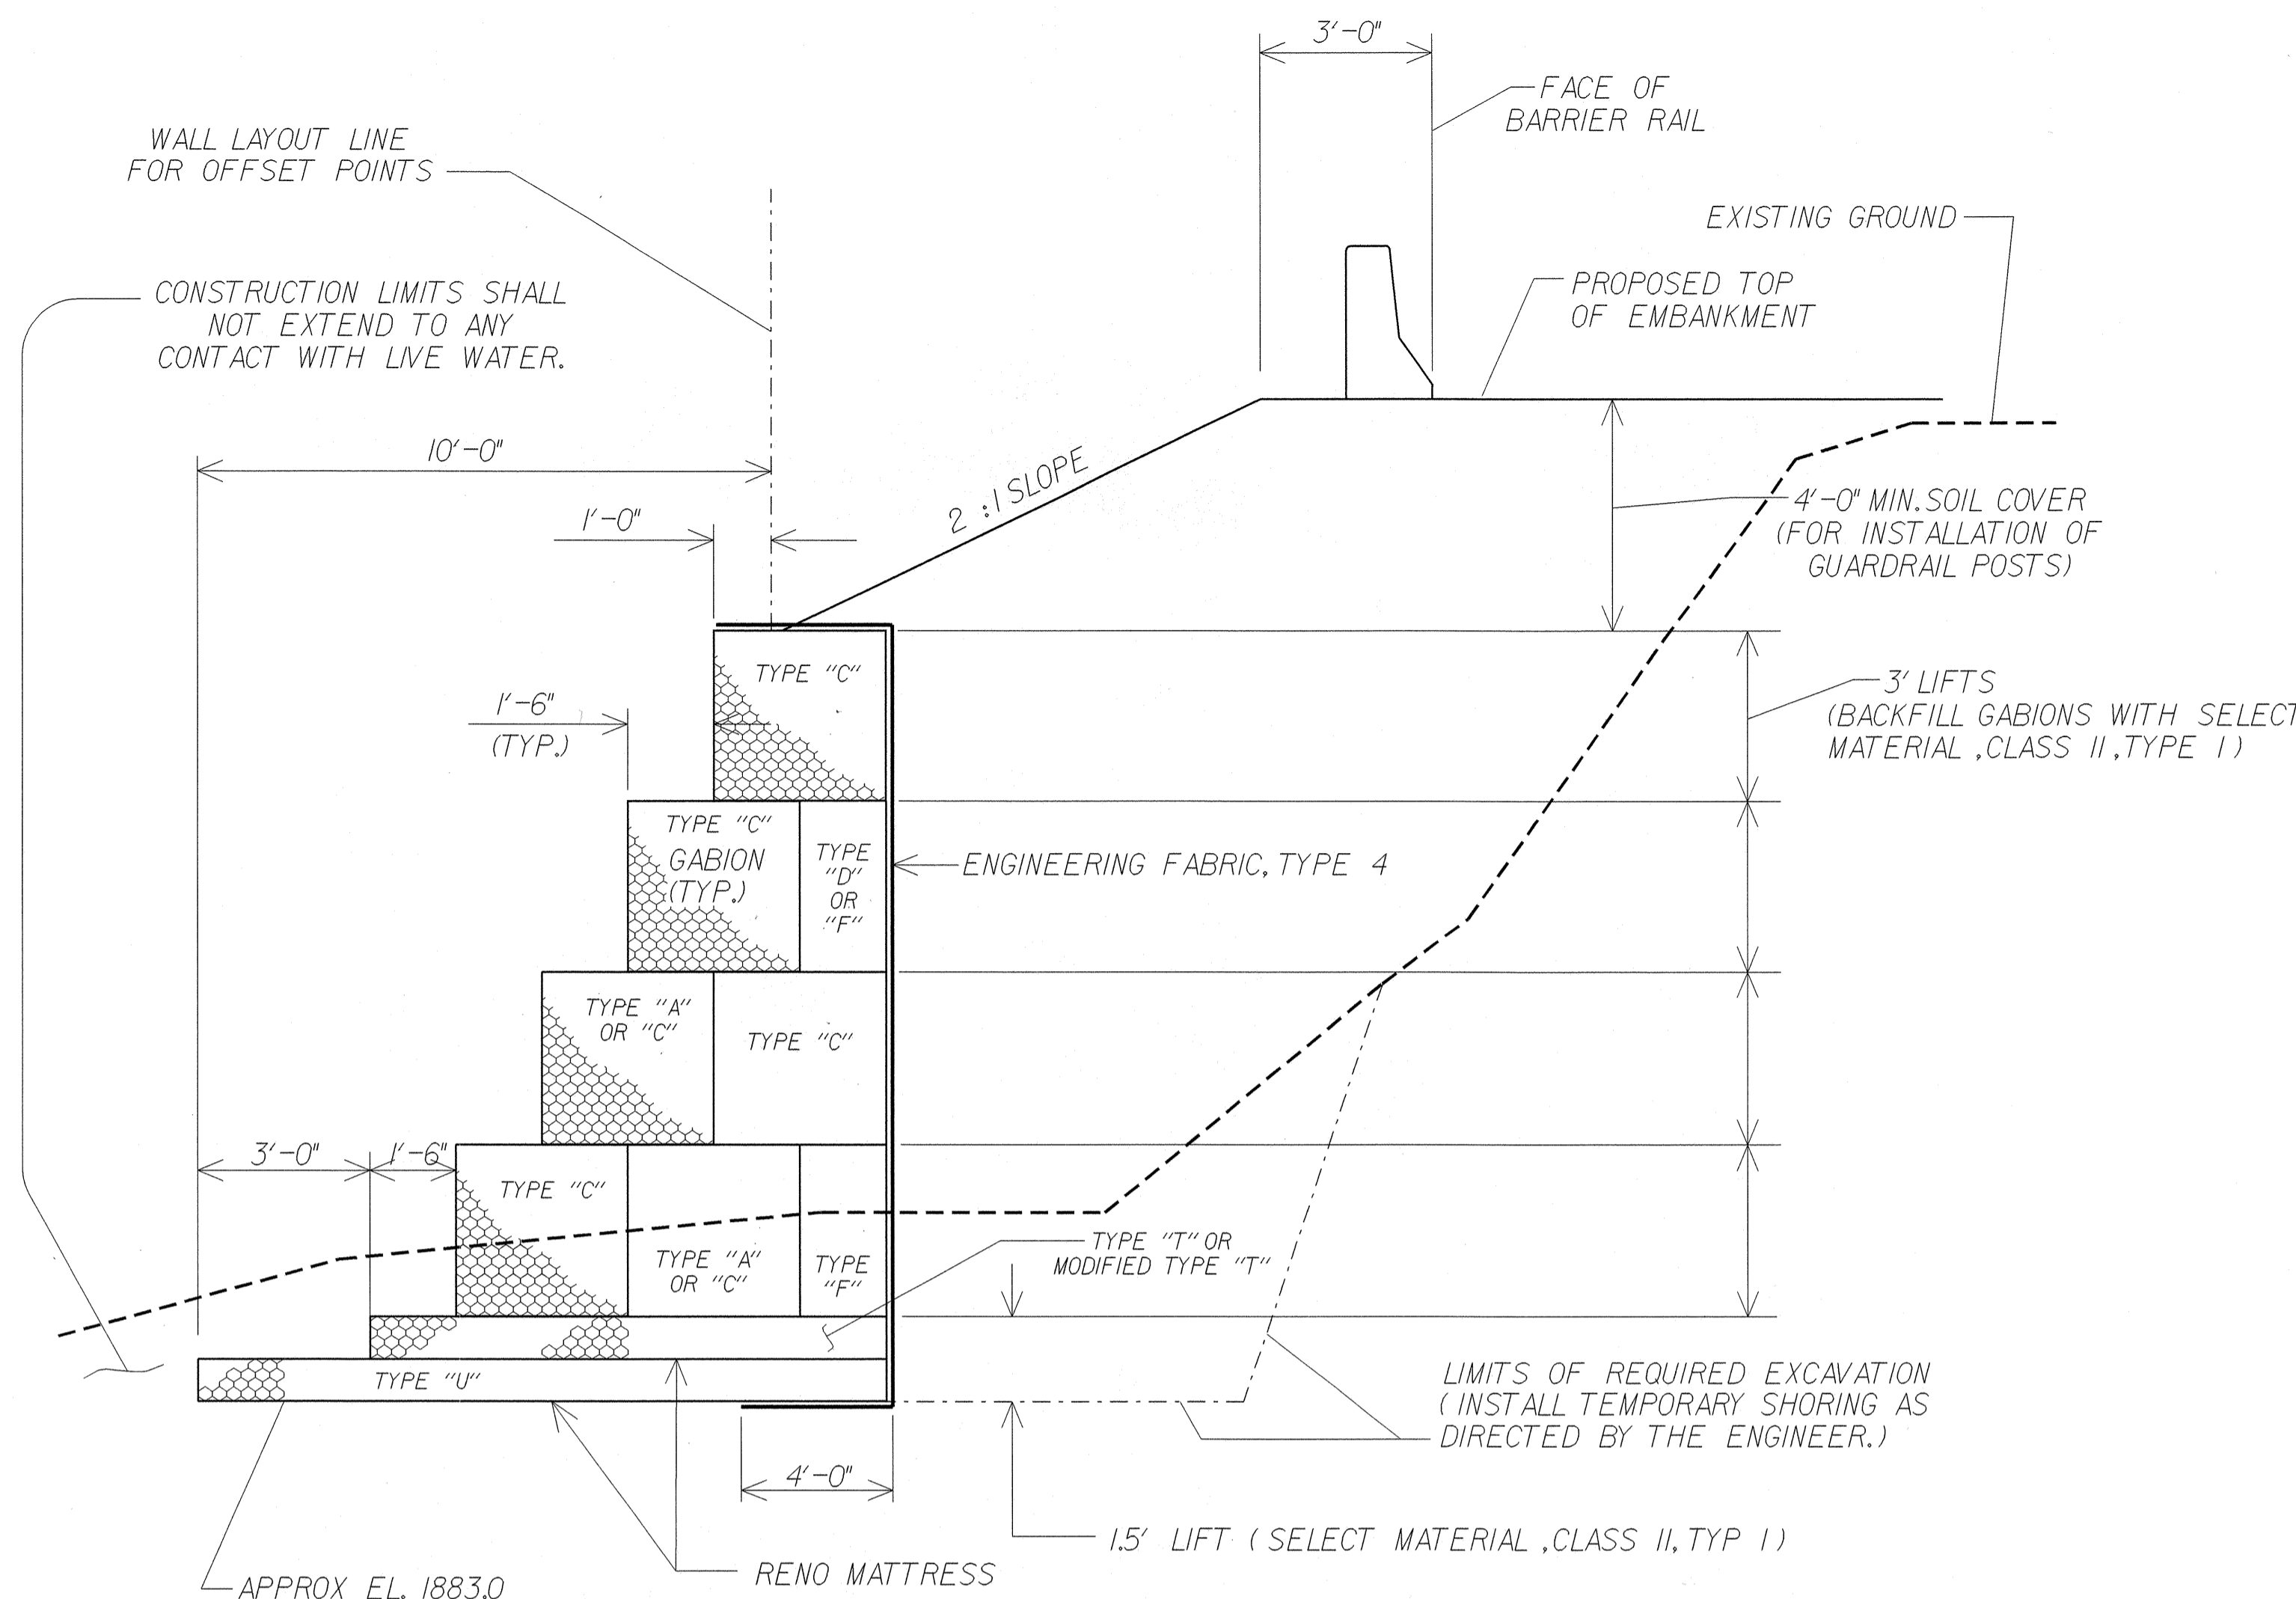 3'-0"
FACE OF
BARRIER RAIL
WALL LAYOUT LINE
FOR OFFSET POINTS
EXISTING GROUND
CONSTRUCTION LIMITS SHALL
NOT EXTEND TO ANY
CONTACT WITH LIVE WATER.
PROPOSED TOP
OF EMBANKMENT
10'-0"
2 :1 SLOPE
1'-0"
4'-0" MIN. SOIL COVER
(FOR INSTALLATION OF
GUARDRAIL POSTS)
TYPE "C"
1'-6"
(TYP.)
3' LIFTS
(BACKFILL GABIONS WITH SELECT
MATERIAL ,CLASS II ,TYPE I )
TYPE "C"
GABION
(TYP.)
TYPE
"D"
OR
"F"
ENGINEERING FABRIC, TYPE 4
TYPE "A"
OR "C"
TYPE "C"
3'-0"
1'-6"
TYPE "C"
TYPE "A"
OR "C"
TYPE
"F"
TYPE "T" OR
MODIFIED TYPE "T"
TYPE "U"
LIMITS OF REQUIRED EXCAVATION
( INSTALL TEMPORARY SHORING AS
DIRECTED BY THE ENGINEER.)
4'-0"
1.5' LIFT ( SELECT MATERIAL ,CLASS II, TYP I )
RENO MATTRESS
APPROX EL. 1883.0